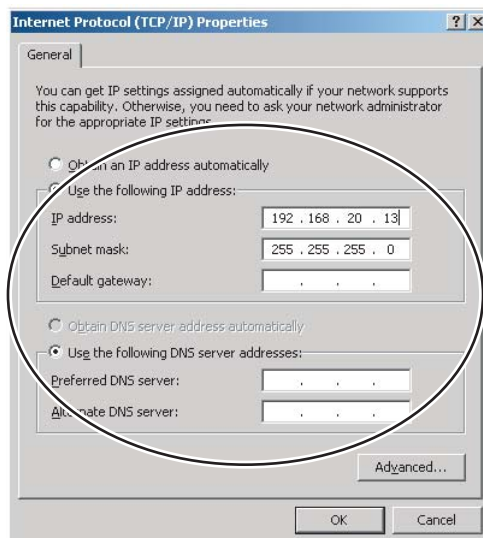 Internet Protocol (TCP/IP) Properties
General
You can get IP settings assigned automatically if your network supports
this capability. Otherwise, you need to ask your network administrator
for the appropriate IP settings.
Obtain an IP address automatically
Use the following IP address:
IP address: 192 . 168 . 20 . 13
Subnet mask: 255 . 255 . 255 . 0
Default gateway: . . .
Obtain DNS server address automatically
Use the following DNS server addresses:
Preferred DNS server: . . .
Alternate DNS server: . . .
Advanced...
OK Cancel